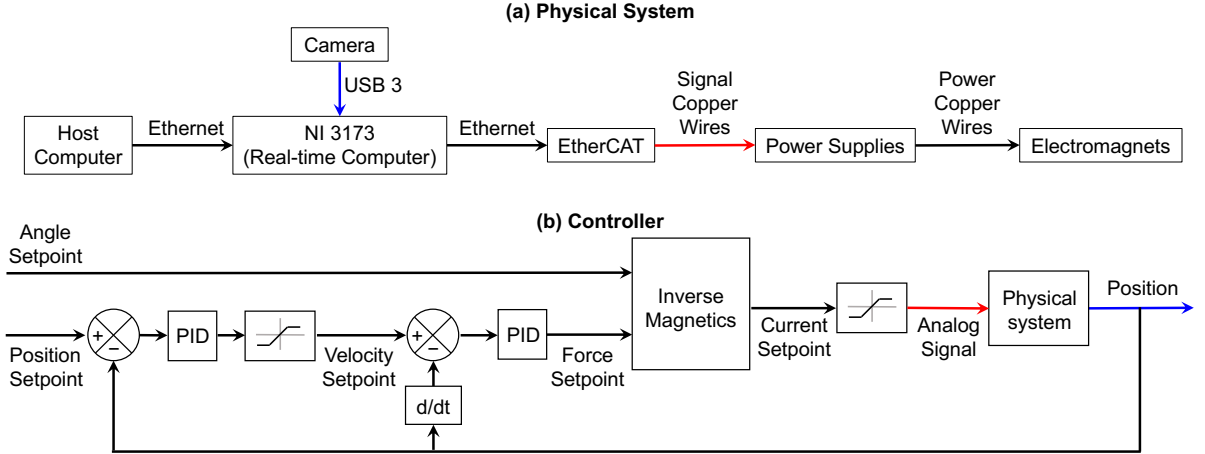 (a) Physical System
Camera
USB 3
Signal
Copper
Wires
Power
Copper
Wires
Host
Computer
Ethernet
NI 3173
(Real-time Computer)
Ethernet
EtherCAT
Power Supplies
Electromagnets
(b) Controller
Angle
Setpoint
Position
Setpoint
+
−
PID
Velocity
Setpoint
+
−
d/dt
PID
Force
Setpoint
Inverse
Magnetics
Current
Setpoint
Analog
Signal
Physical
system
Position